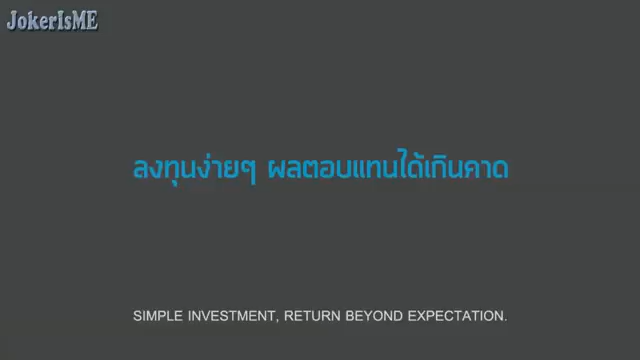 JokerIsME
ลงทุนง่ายๆ ผลตอบแทนได้เกินคาด
SIMPLE INVESTMENT, RETURN BEYOND EXPECTATION.